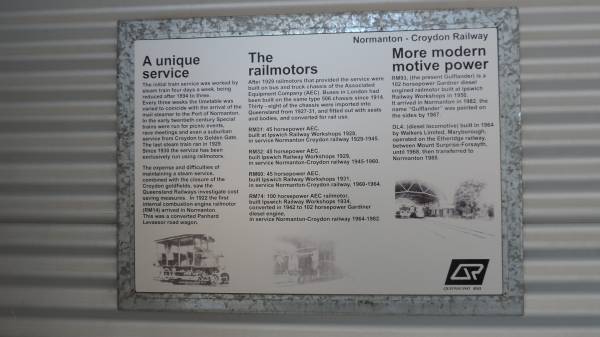 Normanton - Croydon Railway
A unique
service
The initial train service was worked by
steam train four days a week, being
reduced after 1894 to three.
Every three weeks the timetable was
varied to coincide with the arrival of the
mail steamer to the Port of Normanton.
In the early twentieth century Special
trains were run for picnic events,
race meetings and even a suburban
service from Croydon to Golden Gate.
The last steam train ran in 1929.
Since 1930 the service has been
exclusively run using railmotors.
The expense and difficulties of
maintaining a steam service,
combined with the closure of the
Croydon goldfields, saw the
Queensland Railways investigate cost
saving measures. In 1922 the first
internal combustion engine railmotor
(RM14) arrived in Normanton.
This was a converted Panhard
Levassor road wagon.
The
railmotors
After 1929 railmotors that provided the service were
built on bus and truck chassis of the Associated
Equipment Company (AEC). Buses in London had
been built on the same type 506 chassis since 1914.
Thirty - eight of the chassis were imported into
Queensland from 1927-31, and fitted out with seats
and bodies, and converted for rail use.
RM31: 45 horsepower AEC,
built at Ipswich Railway Workshops 1928,
in service Normanton Croydon railway 1929-1945.
RM52: 45 horsepower AEC,
built Ipswich Railway Workshops 1929,
in service Normanton-Croydon railway 1945-1960.
RM60: 45 horsepower AEC,
built Ipswich Railway Workshops 1931,
in service Normanton-Croydon railway, 1960-1964.
RM74: 100 horsepower AEC railmotor,
built Ipswich Railway Workshops 1934,
converted in 1942 to 102 horsepower Gardiner
diesel engine,
in service Normanton-Croydon railway 1964-1982.
More modern
motive power
RM93, (the present Gulflander) is a
102 horsepower Gardner diesel
engined railmotor built at Ipswich
Railway Workshops in 1950.
It arrived in Normanton in 1982, the
name "Gulflander" was painted on
the sides by 1967.
DL4: (diesel locomotive) built in 1964
by Walkers Limited, Maryborough,
operated on the Etheridge railway,
between Mount Surprise-Forsayth,
until 1968, then transferred to
Normanton 1989.
QR